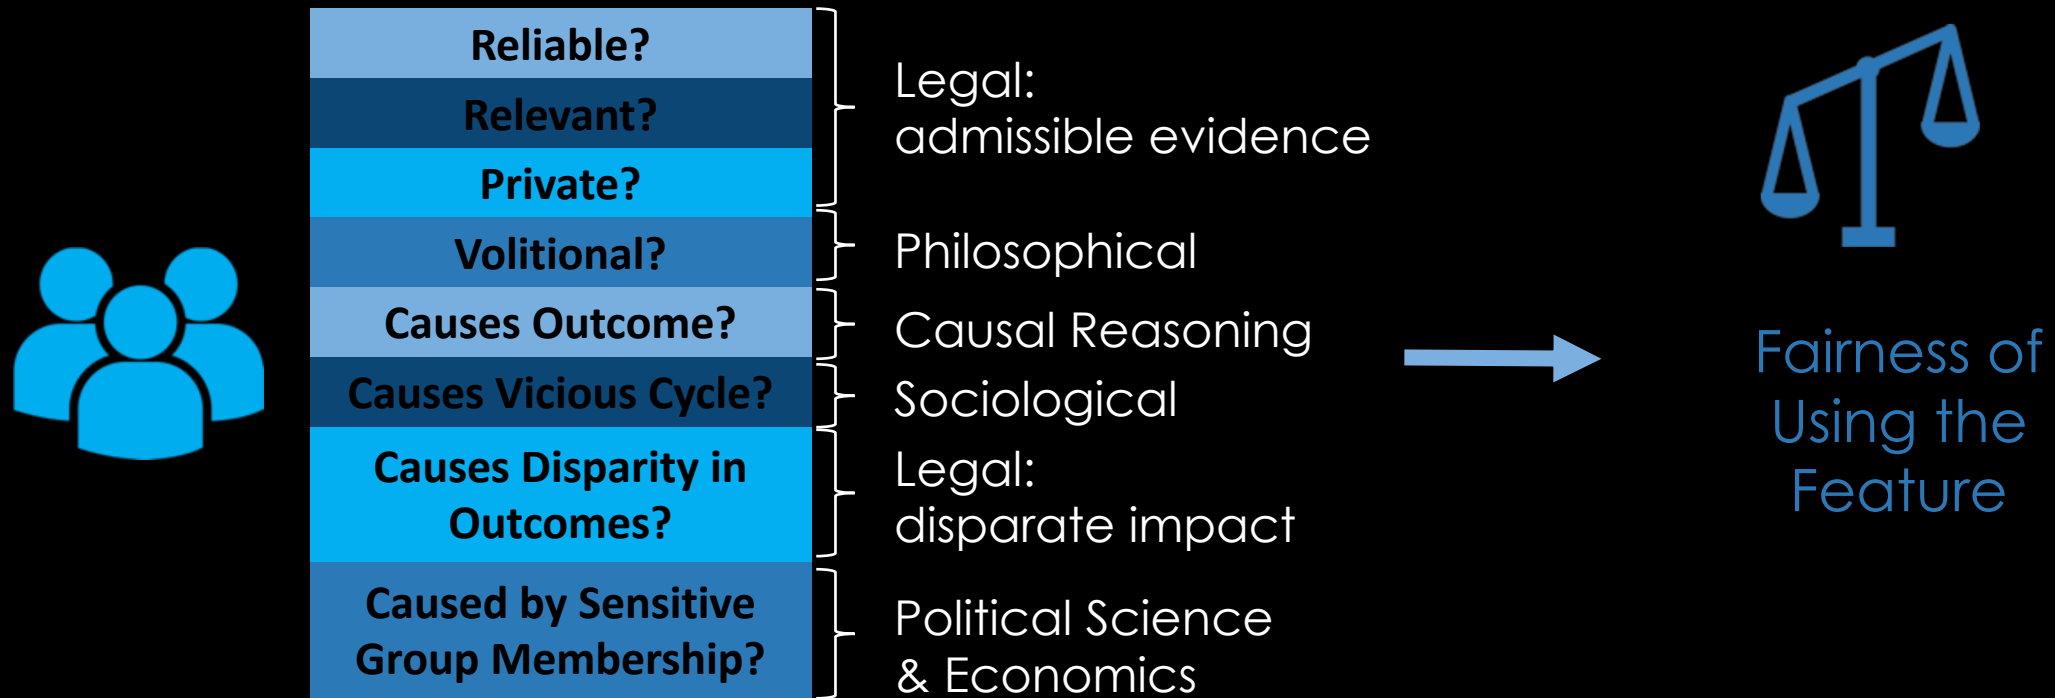 Reliable?
Relevant?
Private?
Volitional?
Causes Outcome?
Causes Vicious Cycle?
Causes Disparity in
Outcomes?
Caused by Sensitive
Group Membership?
Legal:
admissible evidence
Philosophical
Causal Reasoning
Sociological
Legal:
disparate impact
Political Science
& Economics
Fairness of
Using the
Feature